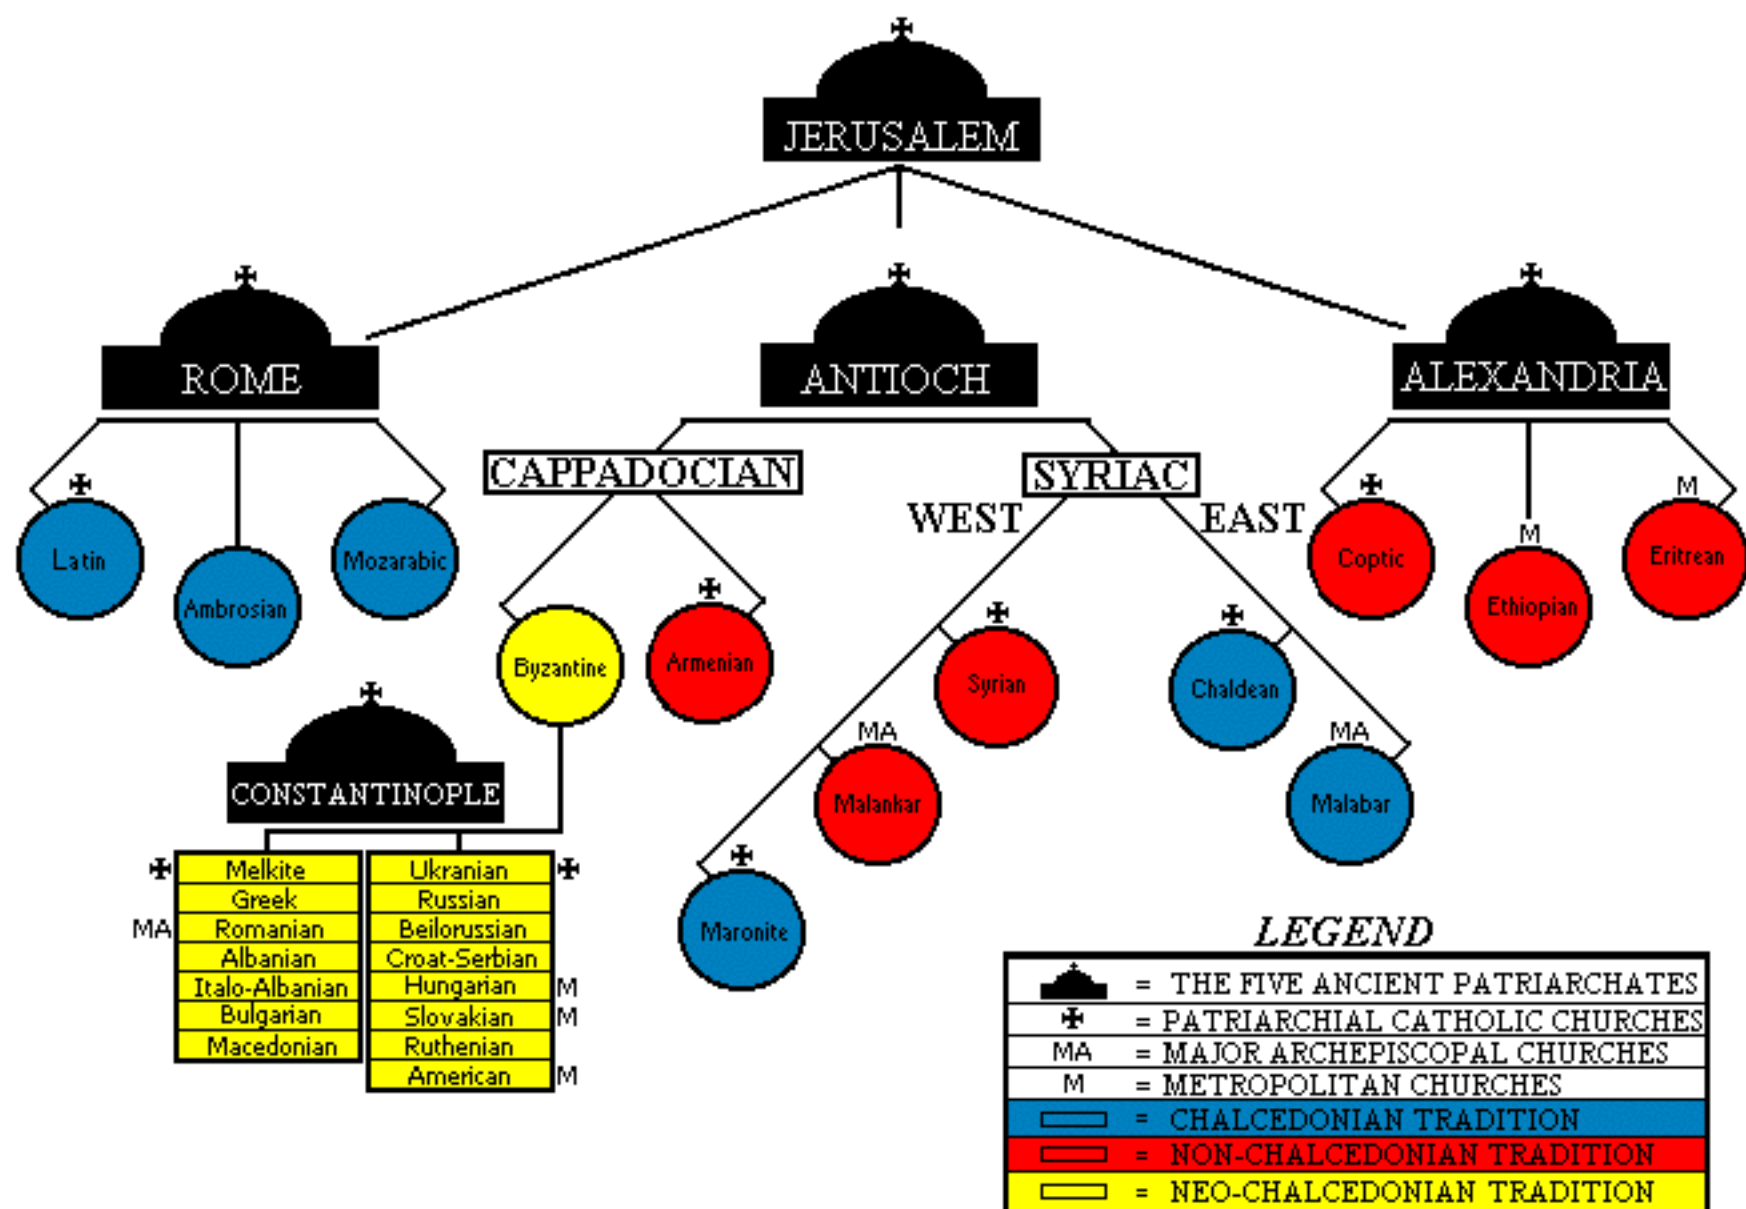 JERUSALEM
ROME
ANTIOCH
ALEXANDRIA
CAPPADOCIAN
SYRIAC
WEST
EAST
Latin
Ambrosian
Mozarabic
Byzantine
Armenian
Syrian
MA
Malankar
Maronite
Chaldean
MA
Malabar
Coptic
M
Ethiopian
M
Eritrean
CONSTANTINOPLE
Melkite
Greek
MA Romanian
Albanian
Italo-Albanian
Bulgarian
Macedonian
Ukranian
Russian
Beilorussian
Croat-Serbian
Hungarian M
Slovakian M
Ruthenian
American M
LEGEND
= THE FIVE ANCIENT PATRIARCHATES
= PATRIARCHIAL CATHOLIC CHURCHES
MA = MAJOR ARCHEPISCOPAL CHURCHES
M = METROPOLITAN CHURCHES
= CHALCEDONIAN TRADITION
= NON-CHALCEDONIAN TRADITION
= NEO-CHALCEDONIAN TRADITION